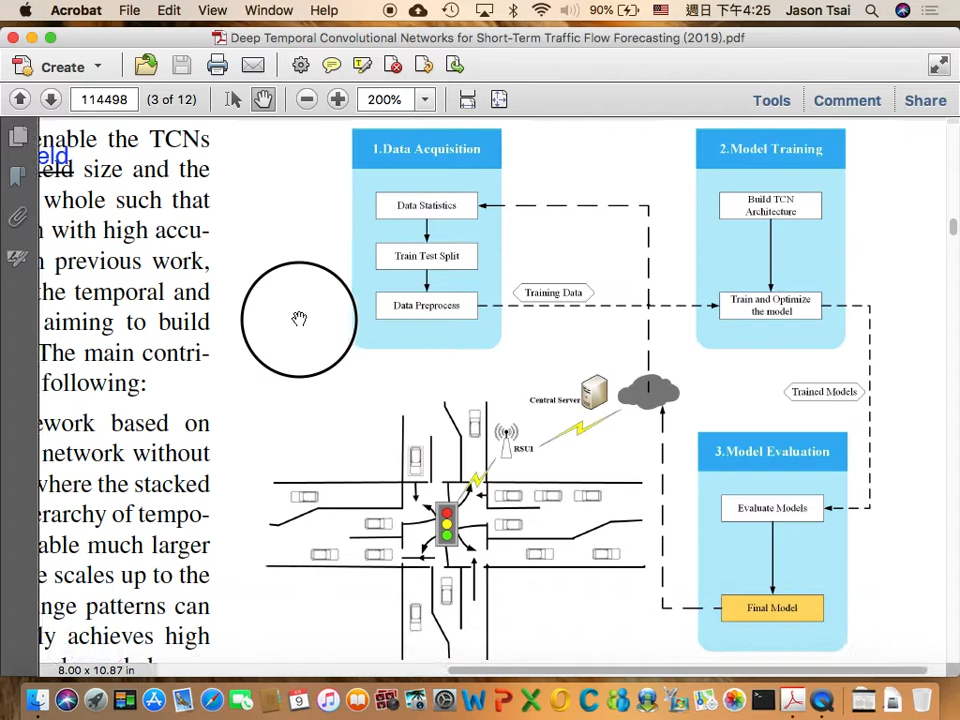 Acrobat File Edit View Window Help 90% 週日 下午4:25 Jason Tsai
Deep Temporal Convolutional Networks for Short-Term Traffic Flow Forecasting (2019).pdf
Create
114498 (3 of 12) 200% Tools Comment Share
enable the TCNs
eld
eld size and the
whole such that
n with high accu-
n previous work,
the temporal and
aiming to build
The main contri-
following:
ework based on
network without
where the stacked
erarchy of tempo-
able much larger
e scales up to the
nge patterns can
ly achieves high
1.Data Acquisition
Data Statistics
Train Test Split
Data Preprocess
Training Data
2.Model Training
Build TCN
Architecture
Train and Optimize
the model
Trained Models
Central Server
RSU1
3.Model Evaluation
Evaluate Models
Final Model
8.00 x 10.87 in